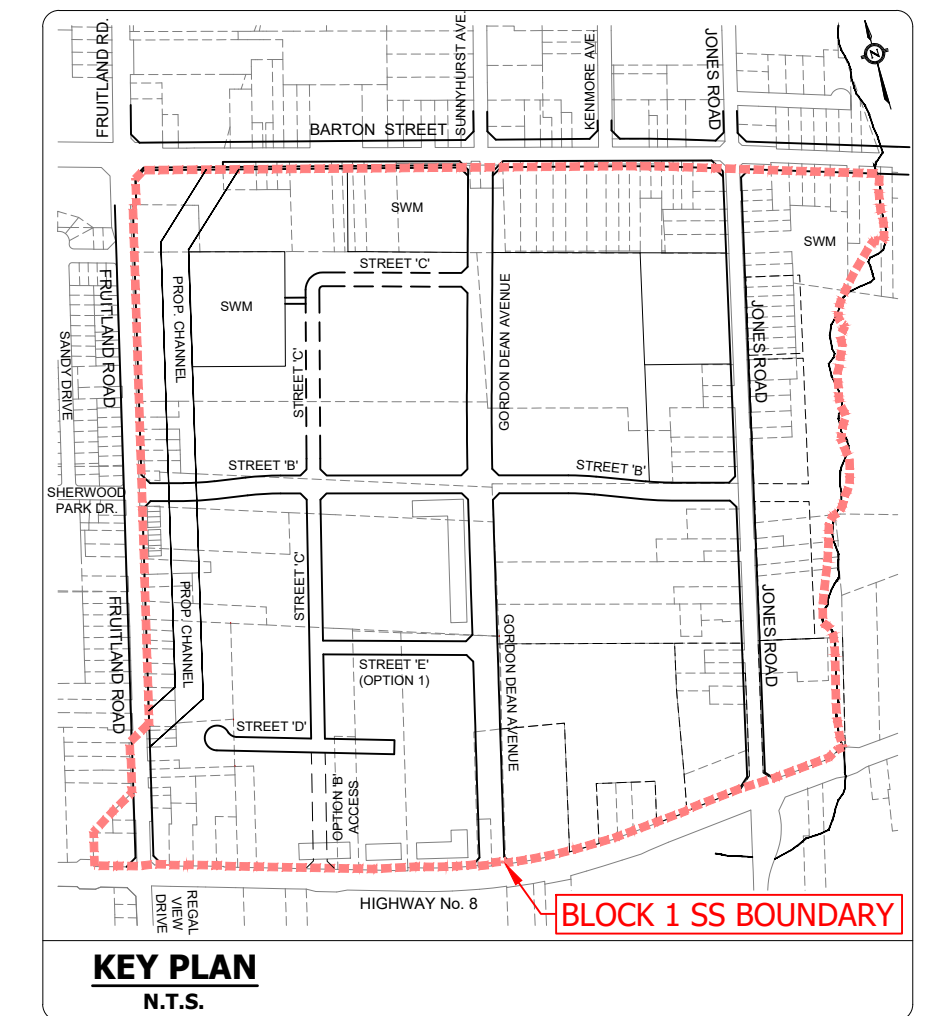 FRUITLAND RD.
SUNNYHURST AVE.
KENMORE AVE.
JONES ROAD
N
BARTON STREET
SWM
SWM
STREET 'C'
FRUITLAND ROAD
PROP. CHANNEL
SWM
GORDON DEAN AVENUE
JONES ROAD
SANDY DRIVE
STREET 'C'
STREET 'B'
STREET 'B'
SHERWOOD
PARK DR.
STREET 'C'
FRUITLAND ROAD
PROP. CHANNEL
JONES ROAD
GORDON DEAN AVENUE
STREET 'E'
(OPTION 1)
STREET 'D'
OPTION 'B'
ACCESS
REGAL
VIEW
DRIVE
HIGHWAY No. 8
BLOCK 1 SS BOUNDARY
KEY PLAN
N.T.S.